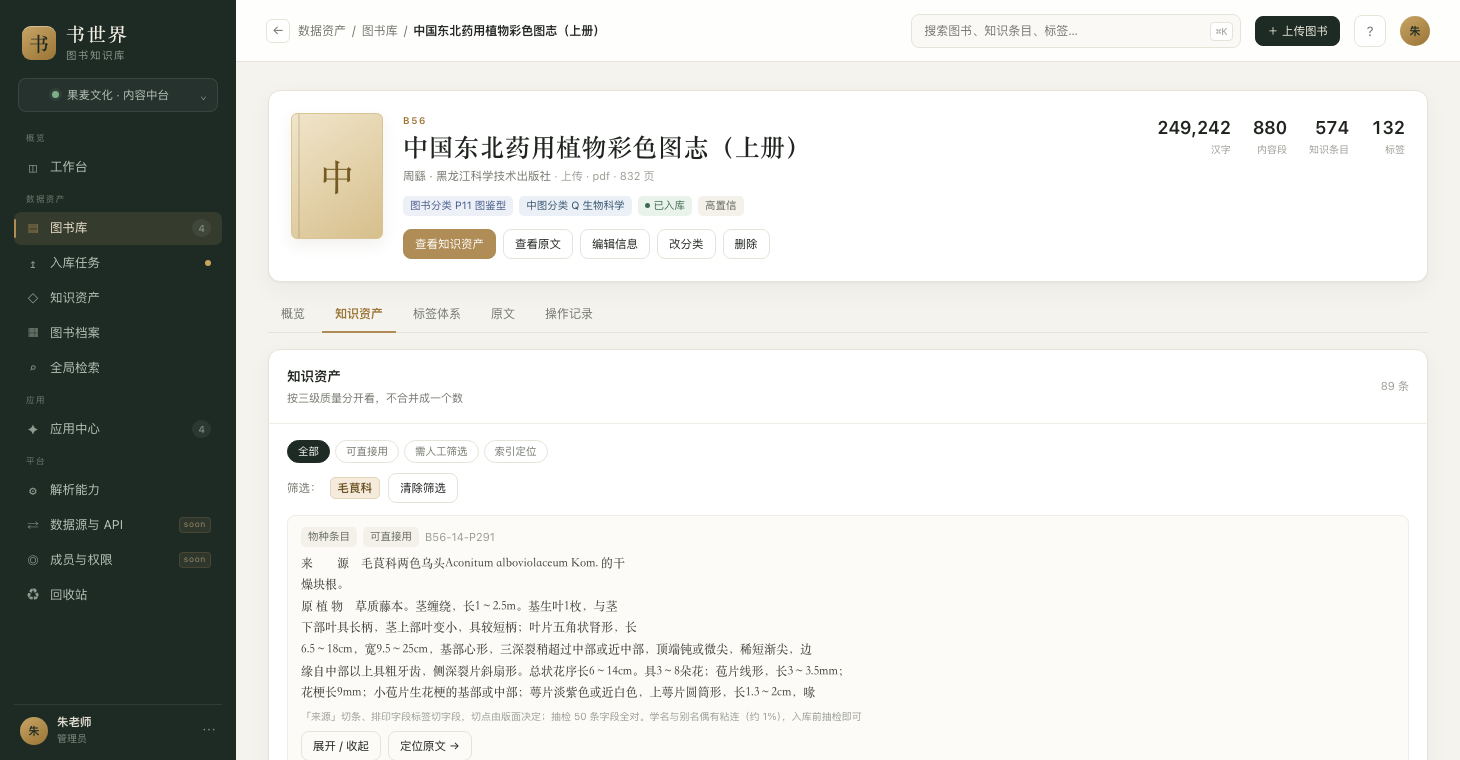 书 书世界
图书知识库
果麦文化 · 内容中台
概览
工作台
数据资产
图书库 4
入库任务
知识资产
图书档案
全局检索
应用
应用中心 4
平台
解析能力
数据源与 API soon
成员与权限 soon
回收站
朱 朱老师
管理员
← 数据资产 / 图书库 / 中国东北药用植物彩色图志（上册）
搜索图书、知识条目、标签… ⌘K
＋ 上传图书
?
朱
中
B56
中国东北药用植物彩色图志（上册）
周繇 · 黑龙江科学技术出版社 · 上传 · pdf · 832 页
图书分类 P11 图鉴型 中图分类 Q 生物科学 已入库 高置信
查看知识资产 查看原文 编辑信息 改分类 删除
249,242 880 574 132
汉字 内容段 知识条目 标签
概览 知识资产 标签体系 原文 操作记录
知识资产
按三级质量分开看，不合并成一个数
89 条
全部 可直接用 需人工筛选 索引定位
筛选： 毛茛科 清除筛选
物种条目 可直接用 B56-14-P291
来　　源　毛茛科两色乌头Aconitum alboviolaceum Kom. 的干
燥块根。
原 植 物　草质藤本。茎缠绕，长1～2.5m。基生叶1枚，与茎
下部叶具长柄，茎上部叶变小，具较短柄；叶片五角状肾形，长
6.5～18cm，宽9.5～25cm，基部心形，三深裂稍超过中部或近中部，顶端钝或微尖，稀短渐尖，边
缘自中部以上具粗牙齿，侧深裂片斜扇形。总状花序长6～14cm。具3～8朵花；苞片线形，长3～3.5mm；
花梗长9mm；小苞片生花梗的基部或中部；萼片淡紫色或近白色，上萼片圆筒形，长1.3～2cm，喙
「来源」切条、排印字段标签切字段，切点由版面决定；抽检 50 条字段全对。学名与别名偶有粘连（约 1%），入库前抽检即可
展开 / 收起 定位原文 →